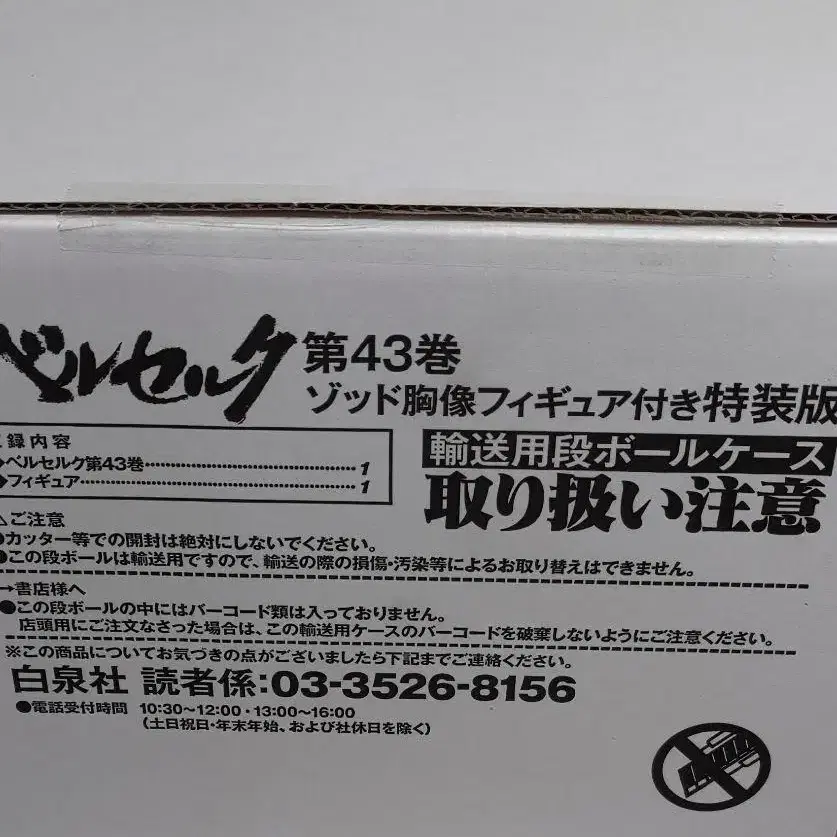 ベルセルク 第43巻
ゾッド胸像フィギュア付き特装版
録内容
ベルセルク第43巻……………………1
フィギュア……………………1
輸送用段ボールケース
取り扱い注意
ご注意
●カッター等での開封は絶対にしないでください。
●この段ボールは輸送用ですので、輸送の際の損傷・汚染等によるお取り替えはできません。
→書店様へ
●この段ボールの中にはバーコード類は入っておりません。
店頭用にご注文なさった場合は、この輸送用ケースのバーコードを破棄しないようにご注意ください。
※この商品についてお気づきの点がございましたら下記までご連絡ください。
白泉社 読者係:03-3526-8156
●電話受付時間 10:30〜12:00・13:00〜16:00
(土日祝日・年末年始、および社休日を除く)